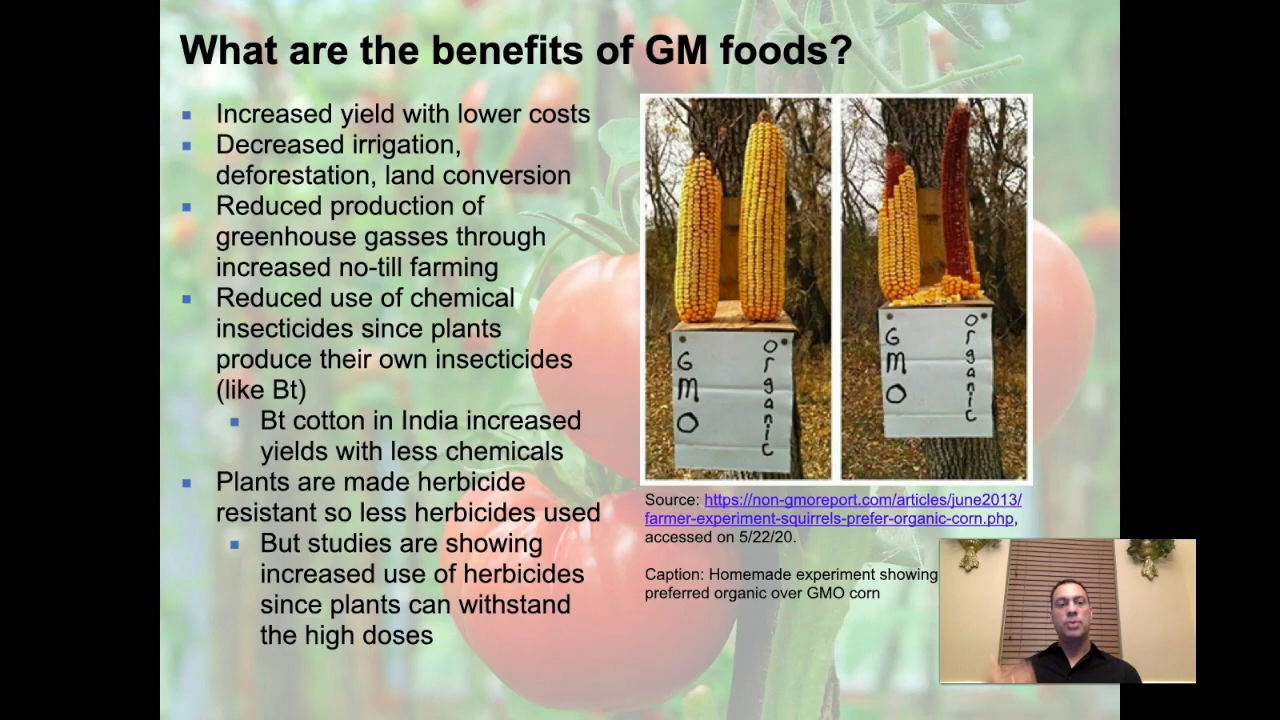 What are the benefits of GM foods?
Increased yield with lower costs
Decreased irrigation,
deforestation, land conversion
Reduced production of
greenhouse gasses through
increased no-till farming
Reduced use of chemical
insecticides since plants
produce their own insecticides
(like Bt)
Bt cotton in India increased
yields with less chemicals
Plants are made herbicide
resistant so less herbicides used
But studies are showing
increased use of herbicides
since plants can withstand
the high doses
GMO
organic
GMO
organic
Source: https://non-gmoreport.com/articles/june2013/
farmer-experiment-squirrels-prefer-organic-corn.php,
accessed on 5/22/20.
Caption: Homemade experiment showing
preferred organic over GMO corn